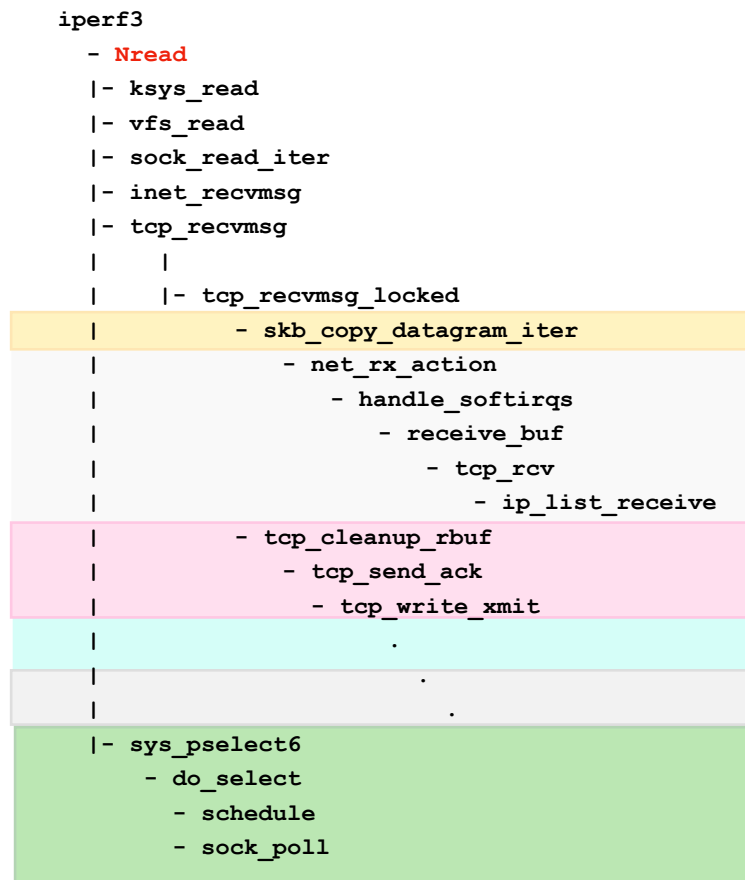 iperf3
- Nread
|- ksys_read
|- vfs_read
|- sock_read_iter
|- inet_recvmsg
|- tcp_recvmsg
| |
| |- tcp_recvmsg_locked
| - skb_copy_datagram_iter
| - net_rx_action
| - handle_softirqs
| - receive_buf
| - tcp_rcv
| - ip_list_receive
| - tcp_cleanup_rbuf
| - tcp_send_ack
| - tcp_write_xmit
| .
| .
| .
|- sys_pselect6
- do_select
- schedule
- sock_poll